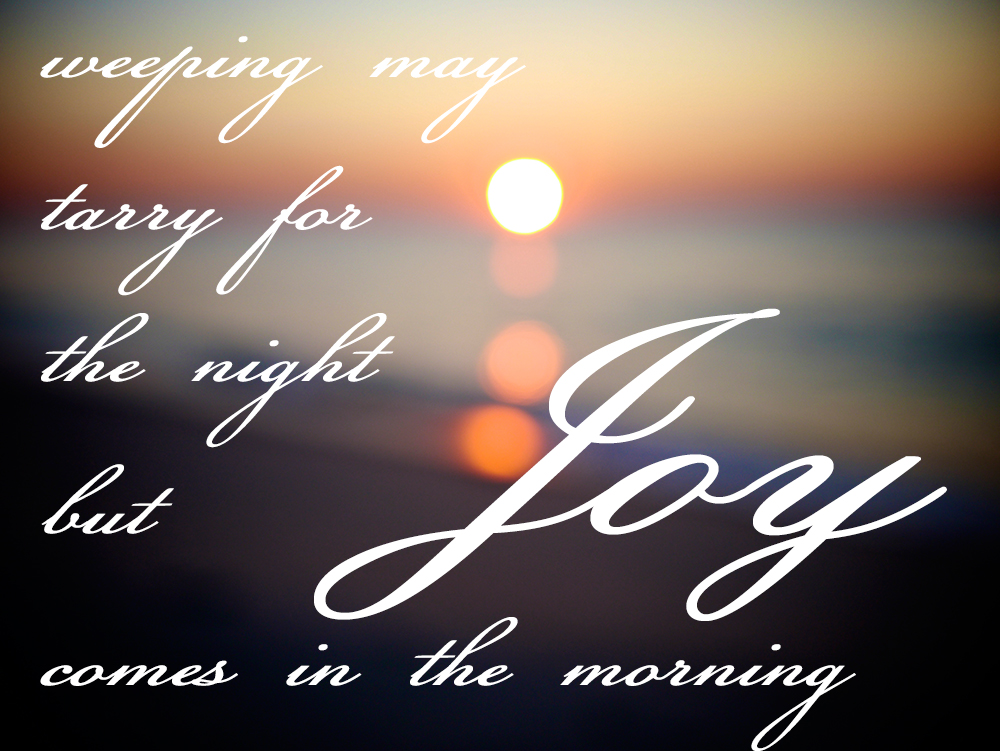 weeping may
tarry for
the night
but Joy
comes in the morning